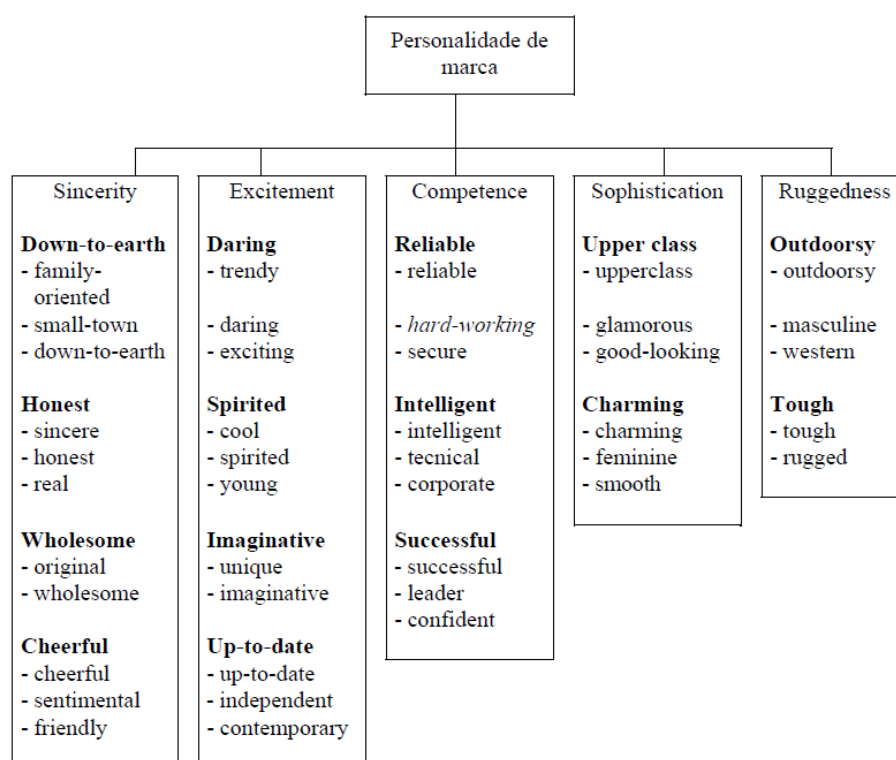 Personalidade de
marca
Sincerity
Down-to-earth
- family-
oriented
- small-town
- down-to-earth
Honest
- sincere
- honest
- real
Wholesome
- original
- wholesome
Cheerful
- cheerful
- sentimental
- friendly
Excitement
Daring
- trendy
- daring
- exciting
Spirited
- cool
- spirited
- young
Imaginative
- unique
- imaginative
Up-to-date
- up-to-date
- independent
- contemporary
Competence
Reliable
- reliable
- hard-working
- secure
Intelligent
- intelligent
- tecnical
- corporate
Successful
- successful
- leader
- confident
Sophistication
Upper class
- upperclass
- glamorous
- good-looking
Charming
- charming
- feminine
- smooth
Ruggedness
Outdoorsy
- outdoorsy
- masculine
- western
Tough
- tough
- rugged